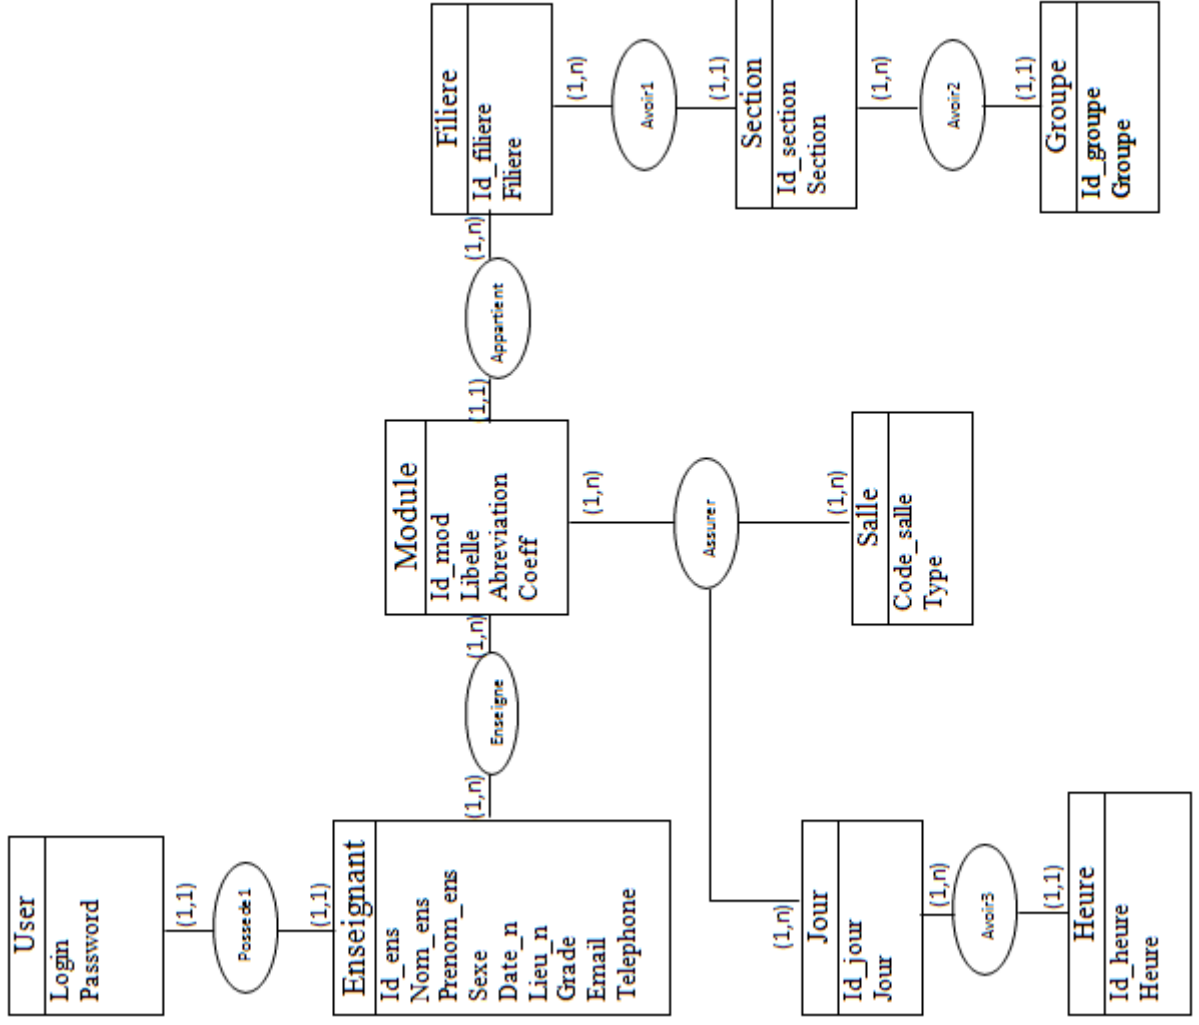 User
Login
Password
(1,1)
Possede1
(1,1)
Enseignant
Id_ens
Nom_ens
Prenom_ens
Sexe
Date_n
Lieu_n
Grade
Email
Telephone
(1,n)
Enseigne
(1,n)
Module
Id_mod
Libelle
Abreviation
Coeff
(1,1)
Appartient
(1,n)
Filiere
Id_filiere
Filiere
(1,n)
Avoir1
(1,1)
Section
Id_section
Section
(1,n)
Avoir2
(1,1)
Groupe
Id_groupe
Groupe
(1,n)
Assurer
(1,n)
Salle
Code_salle
Type
(1,n)
Jour
Id_jour
Jour
(1,n)
Avoir3
(1,1)
Heure
Id_heure
Heure